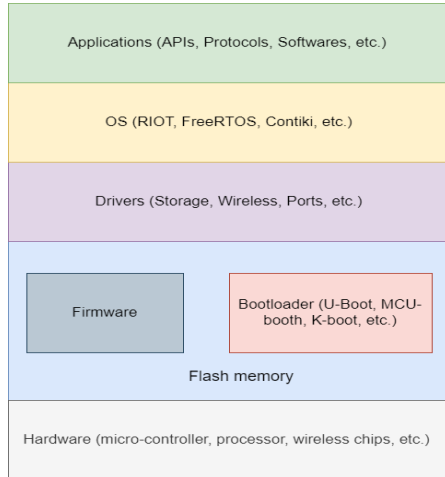 Applications (APIs, Protocols, Softwares, etc.)
OS (RIOT, FreeRTOS, Contiki, etc.)
Drivers (Storage, Wireless, Ports, etc.)
Firmware
Bootloader (U-Boot, MCU-
booth, K-boot, etc.)
Flash memory
Hardware (micro-controller, processor, wireless chips, etc.)